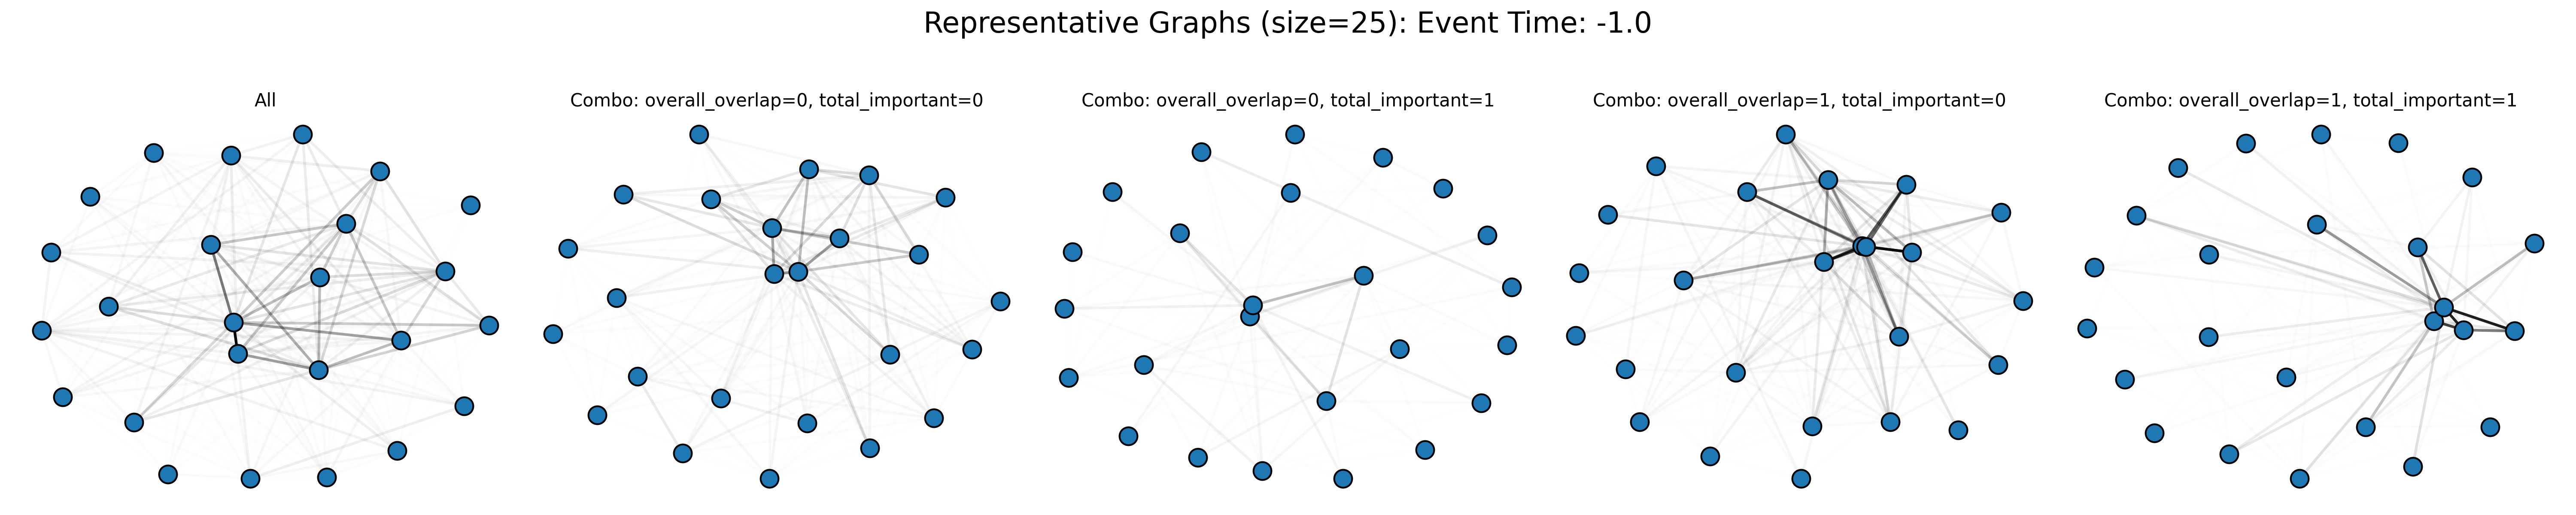 Representative Graphs (size=25): Event Time: -1.0
All
Combo: overall_overlap=0, total_important=0
Combo: overall_overlap=0, total_important=1
Combo: overall_overlap=1, total_important=0
Combo: overall_overlap=1, total_important=1